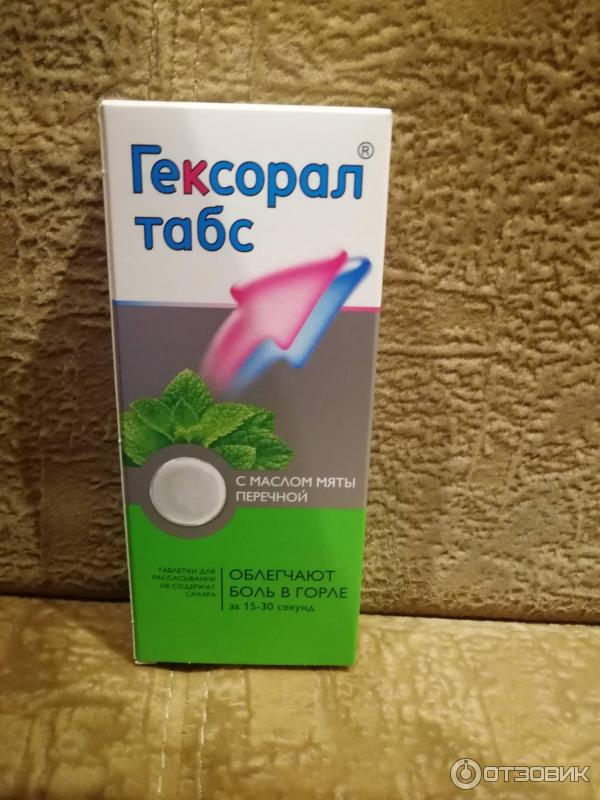 Гексорал®
табс
С МАСЛОМ МЯТЫ
ПЕРЕЧНОЙ
ТАБЛЕТКИ ДЛЯ
РАССАСЫВАНИЯ
НЕ СОДЕРЖАТ
САХАРА
ОБЛЕГЧАЮТ
БОЛЬ В ГОРЛЕ
за 15-30 секунд
ОТЗОВИК